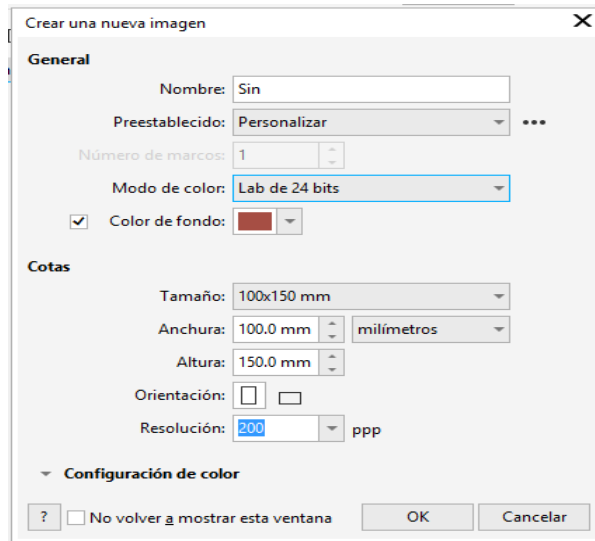 Crear una nueva imagen
General
Nombre: Sin
Preestablecido: Personalizar
Número de marcos: 1
Modo de color: Lab de 24 bits
Color de fondo:
Cotas
Tamaño: 100x150 mm
Anchura: 100.0 mm milímetros
Altura: 150.0 mm
Orientación:
Resolución: 200 ppp
Configuración de color
? No volver a mostrar esta ventana OK Cancelar